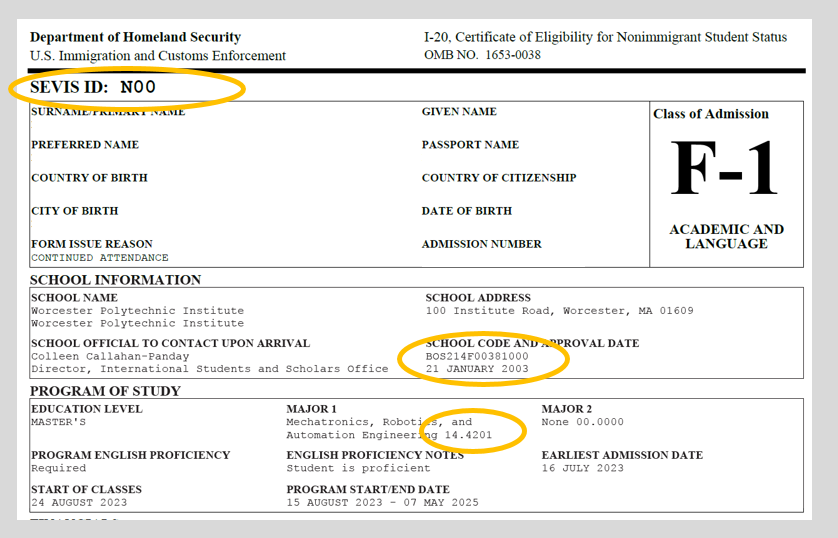 Department of Homeland Security
U.S. Immigration and Customs Enforcement
I-20, Certificate of Eligibility for Nonimmigrant Student Status
OMB NO. 1653-0038
SEVIS ID: N00
SURNAME/PRIMARY NAME
GIVEN NAME
PREFERRED NAME
PASSPORT NAME
COUNTRY OF BIRTH
COUNTRY OF CITIZENSHIP
CITY OF BIRTH
DATE OF BIRTH
FORM ISSUE REASON
CONTINUED ATTENDANCE
ADMISSION NUMBER
Class of Admission
F-1
ACADEMIC AND
LANGUAGE
SCHOOL INFORMATION
SCHOOL NAME
Worcester Polytechnic Institute
Worcester Polytechnic Institute
SCHOOL ADDRESS
100 Institute Road, Worcester, MA 01609
SCHOOL OFFICIAL TO CONTACT UPON ARRIVAL
Colleen Callahan-Panday
Director, International Students and Scholars Office
SCHOOL CODE AND APPROVAL DATE
BOS214F00381000
21 JANUARY 2003
PROGRAM OF STUDY
EDUCATION LEVEL
MASTER'S
MAJOR 1
Mechatronics, Robotics, and
Automation Engineering 14.4201
MAJOR 2
None 00.0000
PROGRAM ENGLISH PROFICIENCY
Required
ENGLISH PROFICIENCY NOTES
Student is proficient
EARLIEST ADMISSION DATE
16 JULY 2023
START OF CLASSES
24 AUGUST 2023
PROGRAM START/END DATE
15 AUGUST 2023 - 07 MAY 2025